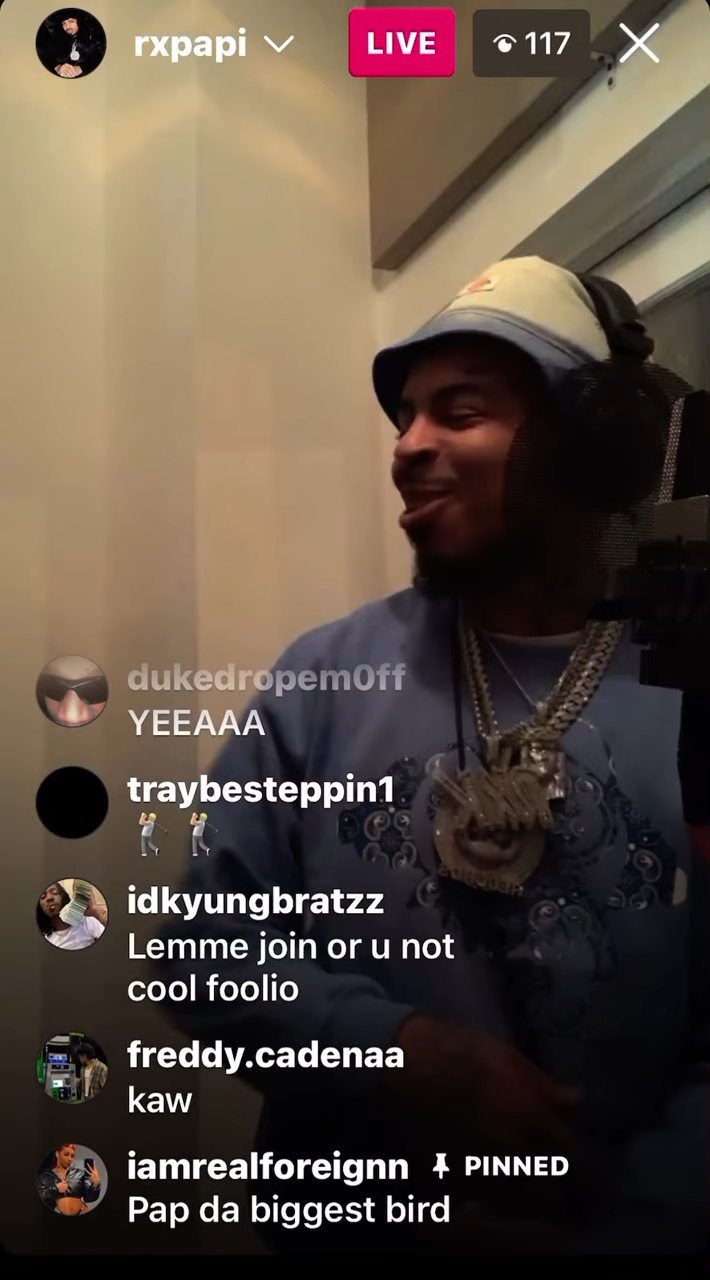 rxpapi
LIVE
117
dukedropem0ff
YEEAAA
traybesteppin1
idkyungbratzz
Lemme join or u not
cool foolio
freddy.cadenaa
kaw
iamrealforeignn PINNED
Pap da biggest bird